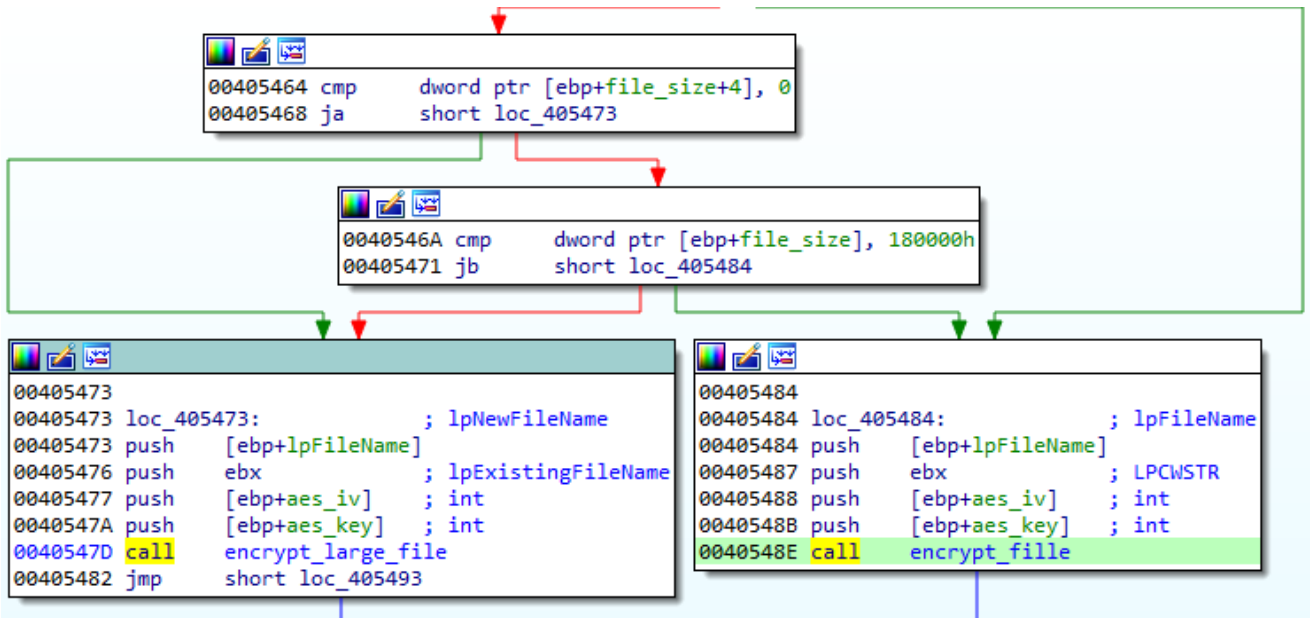 00405464 cmp dword ptr [ebp+file_size+4], 0
00405468 ja short loc_405473
0040546A cmp dword ptr [ebp+file_size], 180000h
00405471 jb short loc_405484
00405473
00405473 loc_405473: ; lpNewFileName
00405473 push [ebp+lpFileName]
00405476 push ebx ; lpExistingFileName
00405477 push [ebp+aes_iv] ; int
0040547A push [ebp+aes_key] ; int
0040547D call encrypt_large_file
00405482 jmp short loc_405493
00405484
00405484 loc_405484: ; lpFileName
00405484 push [ebp+lpFileName]
00405487 push ebx ; LPCWSTR
00405488 push [ebp+aes_iv] ; int
0040548B push [ebp+aes_key] ; int
0040548E call encrypt_fille